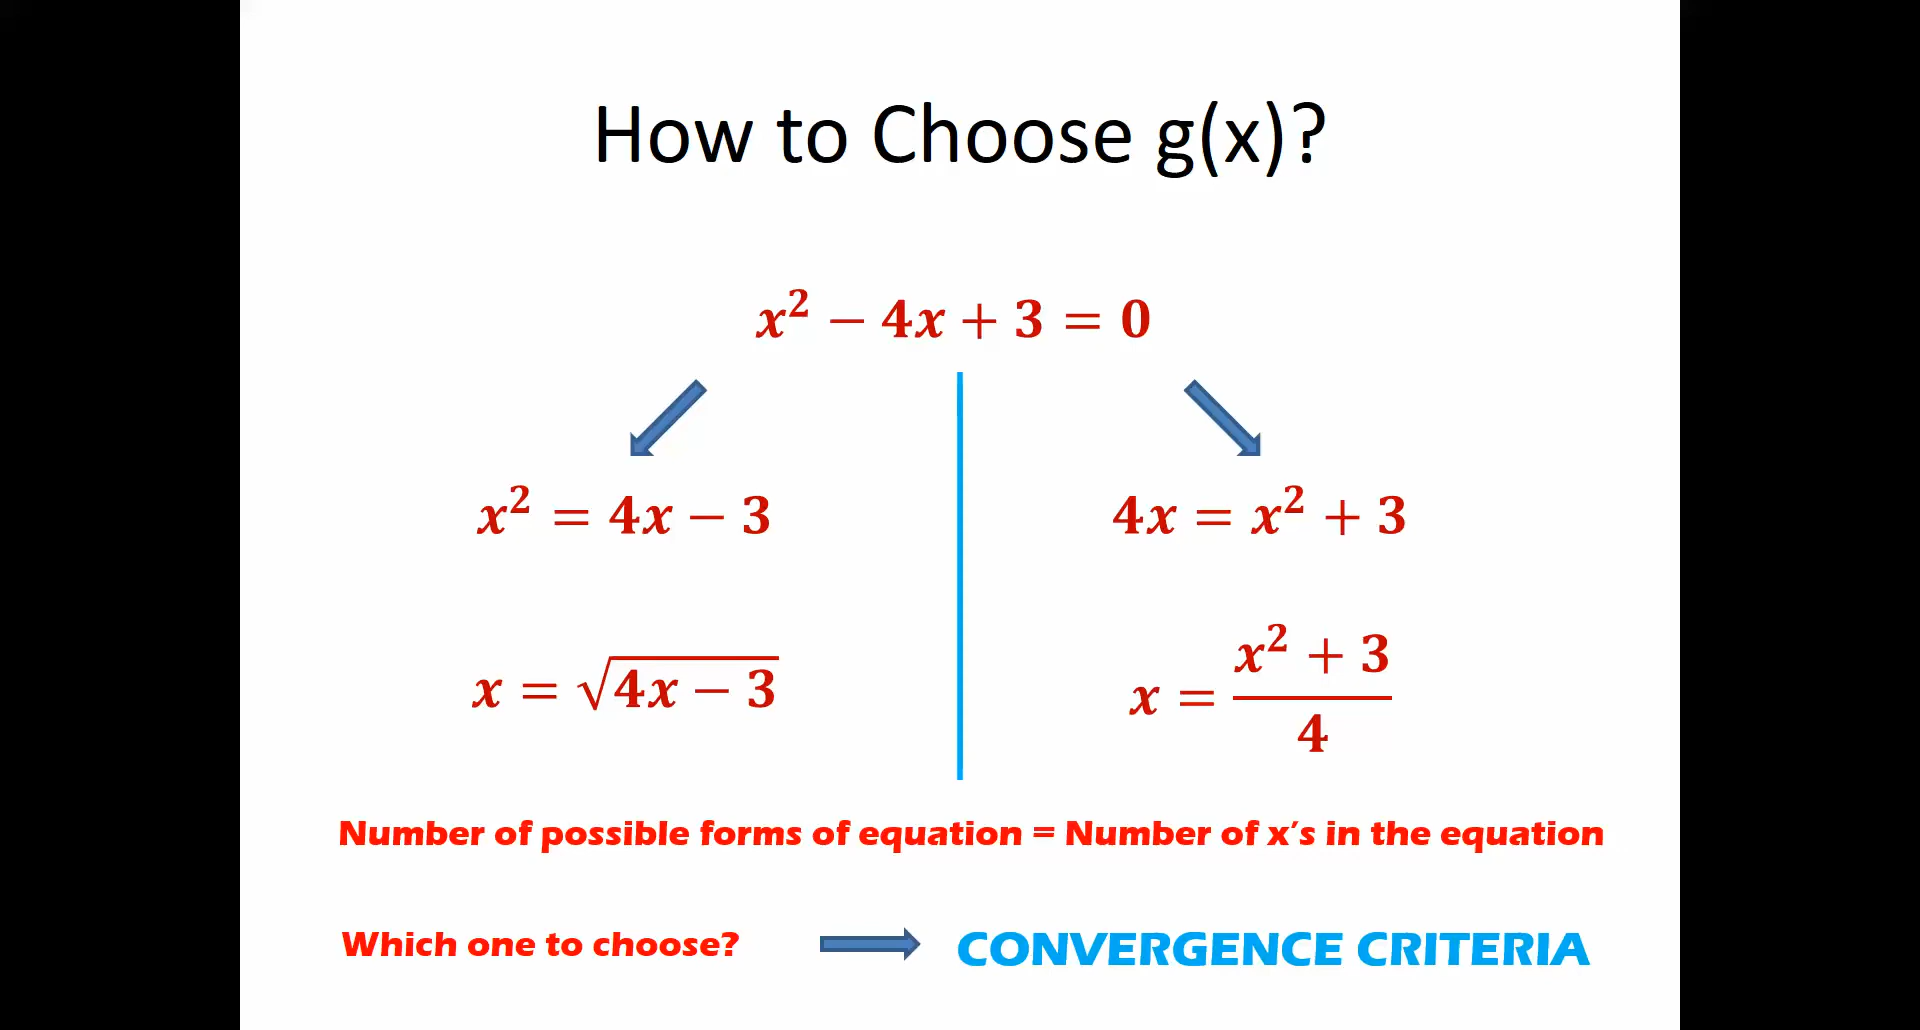 How to Choose g(x)?
x² − 4x + 3 = 0
x² = 4x − 3
4x = x² + 3
x = √(4x − 3)
x = (x² + 3)/4
Number of possible forms of equation = Number of x's in the equation
Which one to choose?
CONVERGENCE CRITERIA